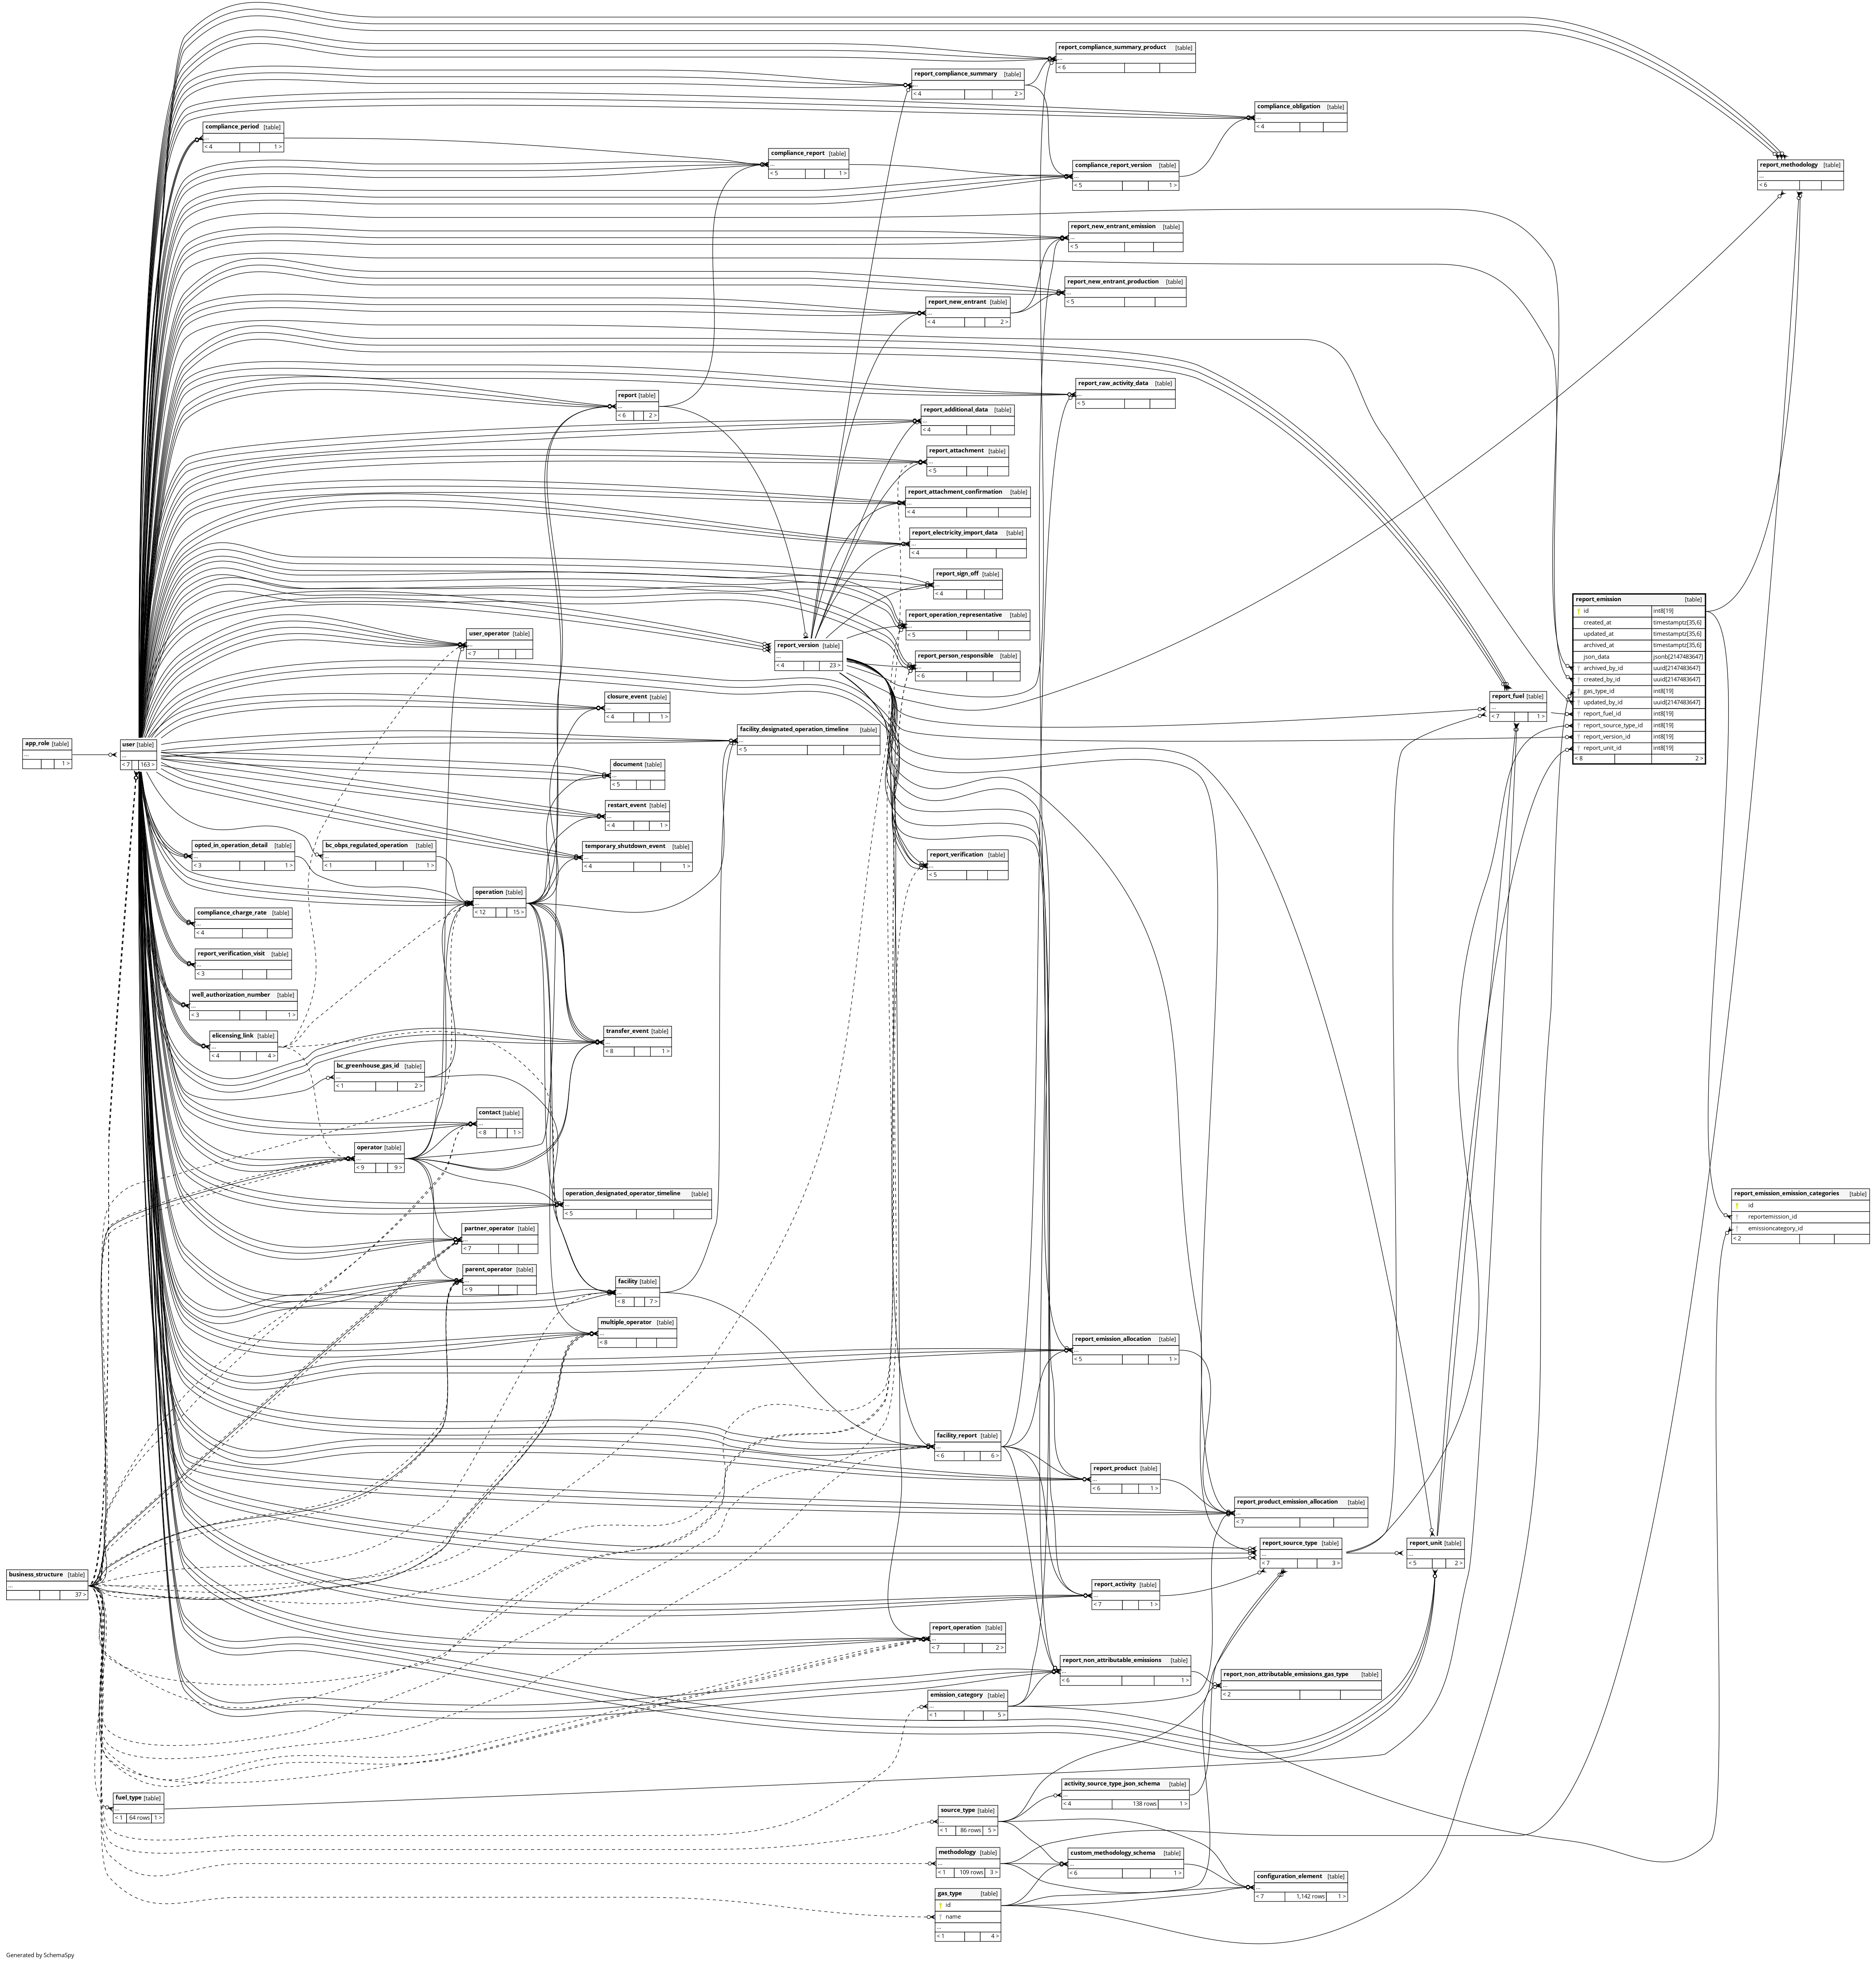 report_compliance_summary_product [table]
...
< 6
report_compliance_summary [table]
...
< 4 2 >
compliance_obligation [table]
...
< 4
compliance_period [table]
...
< 4 1 >
compliance_report [table]
...
< 5 1 >
compliance_report_version [table]
...
< 5 1 >
report_methodology [table]
...
< 6
report_new_entrant_emission [table]
...
< 5
report_new_entrant_production [table]
...
< 5
report_new_entrant [table]
...
< 4 2 >
report_raw_activity_data [table]
...
< 5
report [table]
...
< 6 2 >
report_additional_data [table]
...
< 4
report_attachment [table]
...
< 5
report_attachment_confirmation [table]
...
< 4
report_electricity_import_data [table]
...
< 4
report_sign_off [table]
...
< 4
report_operation_representative [table]
...
< 5
report_emission [table]
id int8[19]
created_at timestamptz[35,6]
updated_at timestamptz[35,6]
archived_at timestamptz[35,6]
json_data jsonb[2147483647]
archived_by_id uuid[2147483647]
created_by_id uuid[2147483647]
gas_type_id int8[19]
updated_by_id uuid[2147483647]
report_fuel_id int8[19]
report_source_type_id int8[19]
report_version_id int8[19]
report_unit_id int8[19]
< 8 2 >
user_operator [table]
...
< 7
report_version [table]
...
< 4 23 >
report_person_responsible [table]
...
< 6
closure_event [table]
...
< 4 1 >
report_fuel [table]
...
< 7 1 >
facility_designated_operation_timeline [table]
...
< 5
app_role [table]
...
1 >
user [table]
...
< 7 163 >
document [table]
...
< 5
restart_event [table]
...
< 4 1 >
opted_in_operation_detail [table]
...
< 3 1 >
bc_obps_regulated_operation [table]
...
< 1 1 >
temporary_shutdown_event [table]
...
< 4 1 >
report_verification [table]
...
< 5
operation [table]
...
< 12 15 >
compliance_charge_rate [table]
...
< 4
report_verification_visit [table]
...
< 3
well_authorization_number [table]
...
< 3 1 >
elicensing_link [table]
...
< 4 4 >
transfer_event [table]
...
< 8 1 >
bc_greenhouse_gas_id [table]
...
< 1 2 >
contact [table]
...
< 8 1 >
operator [table]
...
< 9 9 >
operation_designated_operator_timeline [table]
...
< 5
report_emission_emission_categories [table]
id
reportemission_id
emissioncategory_id
< 2
partner_operator [table]
...
< 7
parent_operator [table]
...
< 9
facility [table]
...
< 8 7 >
multiple_operator [table]
...
< 8
report_emission_allocation [table]
...
< 5 1 >
facility_report [table]
...
< 6 6 >
report_product [table]
...
< 6 1 >
report_product_emission_allocation [table]
...
< 7
report_source_type [table]
...
< 7 3 >
report_unit [table]
...
< 5 2 >
business_structure [table]
...
37 >
report_activity [table]
...
< 7 1 >
report_operation [table]
...
< 7 2 >
report_non_attributable_emissions [table]
...
< 6 1 >
report_non_attributable_emissions_gas_type [table]
...
< 2
emission_category [table]
...
< 1 5 >
fuel_type [table]
...
< 1 64 rows 1 >
activity_source_type_json_schema [table]
...
< 4 138 rows 1 >
source_type [table]
...
< 1 86 rows 5 >
methodology [table]
...
< 1 109 rows 3 >
custom_methodology_schema [table]
...
< 6 1 >
configuration_element [table]
...
< 7 1,142 rows 1 >
gas_type [table]
id
name
...
< 1 4 >
Generated by SchemaSpy